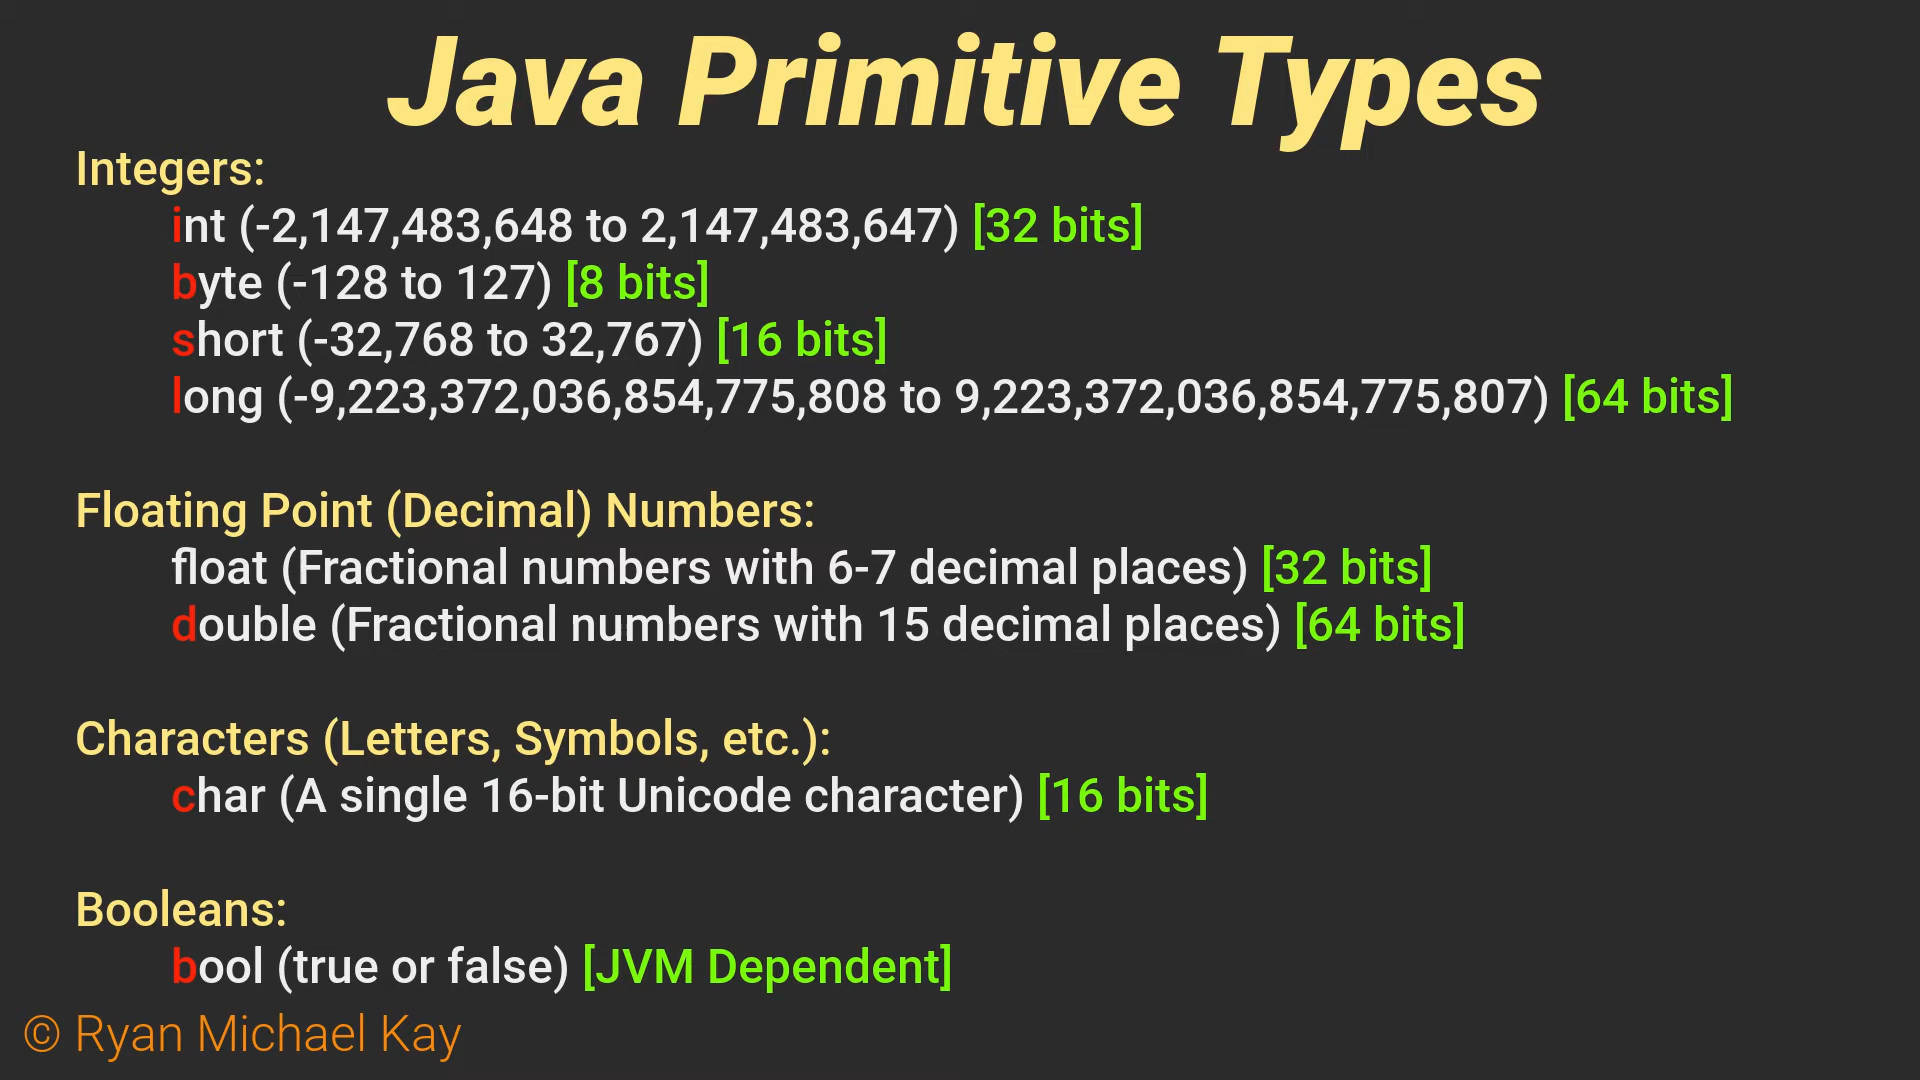 Java Primitive Types
Integers:
int (-2,147,483,648 to 2,147,483,647) [32 bits]
byte (-128 to 127) [8 bits]
short (-32,768 to 32,767) [16 bits]
long (-9,223,372,036,854,775,808 to 9,223,372,036,854,775,807) [64 bits]
Floating Point (Decimal) Numbers:
float (Fractional numbers with 6-7 decimal places) [32 bits]
double (Fractional numbers with 15 decimal places) [64 bits]
Characters (Letters, Symbols, etc.):
char (A single 16-bit Unicode character) [16 bits]
Booleans:
bool (true or false) [JVM Dependent]
© Ryan Michael Kay